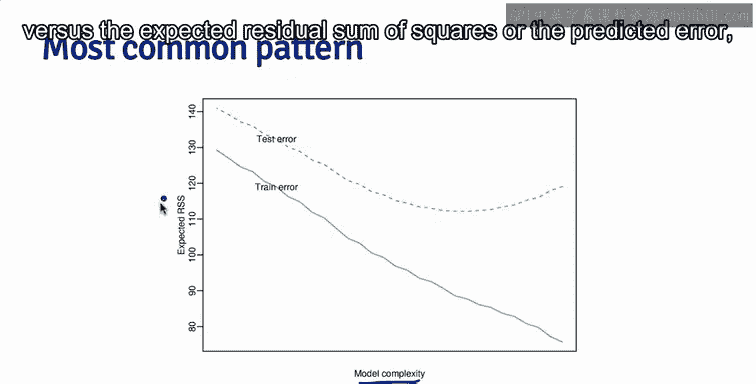 versus the expected residual sum of squares or the predicted error,
Most common pattern
140
130
120
110
100
90
80
Expected RSS
Test error
Train error
Model complexity